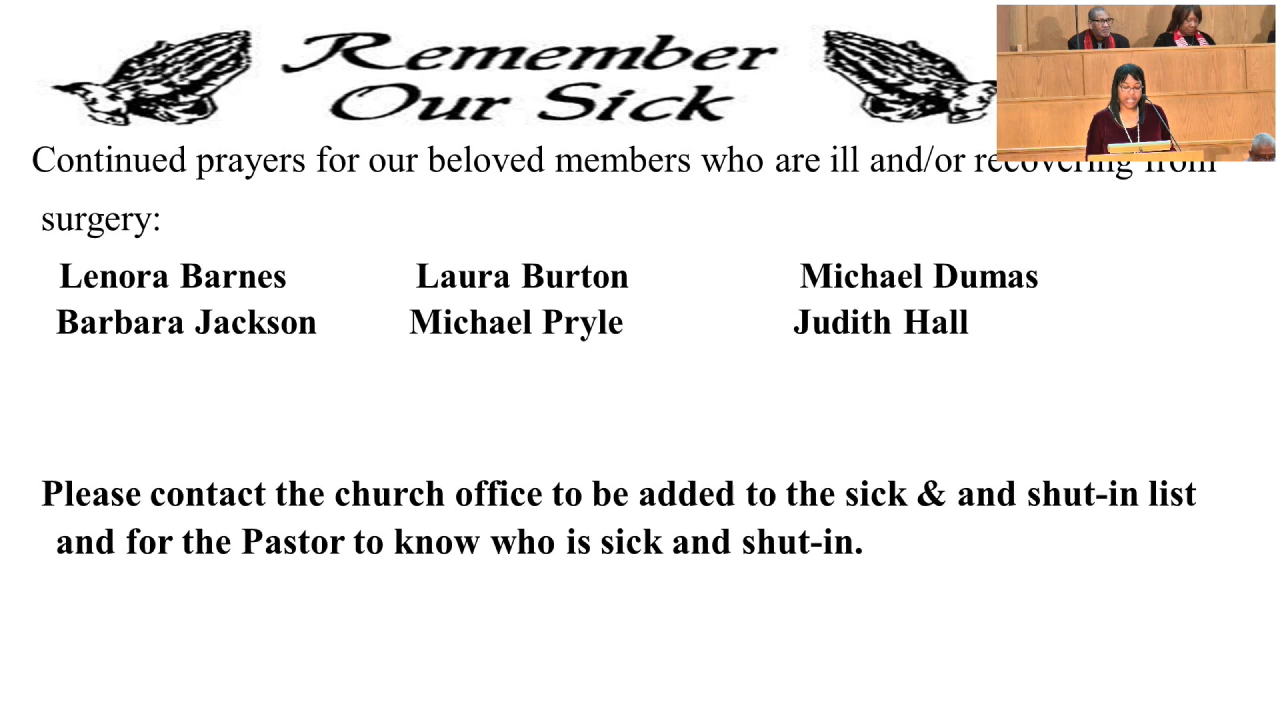 Remember
Our Sick
Continued prayers for our beloved members who are ill and/or recovering from
surgery:
Lenora Barnes Laura Burton Michael Dumas
Barbara Jackson Michael Pryle Judith Hall
Please contact the church office to be added to the sick & and shut-in list
and for the Pastor to know who is sick and shut-in.